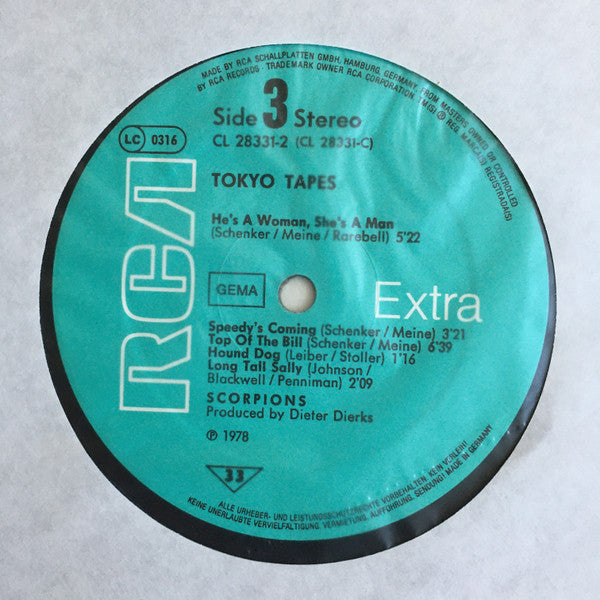 MADE BY RCA SCHALLPLATTEN GMBH, HAMBURG, GERMANY, FROM MASTERS OWNED OR CONTROLLED
BY RCA RECORDS · TRADEMARK OWNER RCA CORPORATION TM(S) ® REG. MARCA(S) REGISTRADA(S)
Side 3 Stereo
CL 28331-2 (CL 28331-C)
LC 0316
TOKYO TAPES
RCA
He's A Woman, She's A Man
(Schenker / Meine / Rarebell) 5'22
GEMA
Extra
Speedy's Coming (Schenker / Meine) 3'21
Top Of The Bill (Schenker / Meine) 6'39
Hound Dog (Leiber / Stoller) 1'16
Long Tall Sally (Johnson /
Blackwell / Penniman) 2'09
SCORPIONS
Produced by Dieter Dierks
℗ 1978
33
ALLE URHEBER- UND LEISTUNGSSCHUTZRECHTE VORBEHALTEN. KEIN VERLEIH!
KEINE UNERLAUBTE VERVIELFÄLTIGUNG, VERMIETUNG, AUFFÜHRUNG, SENDUNG! MADE IN GERMANY